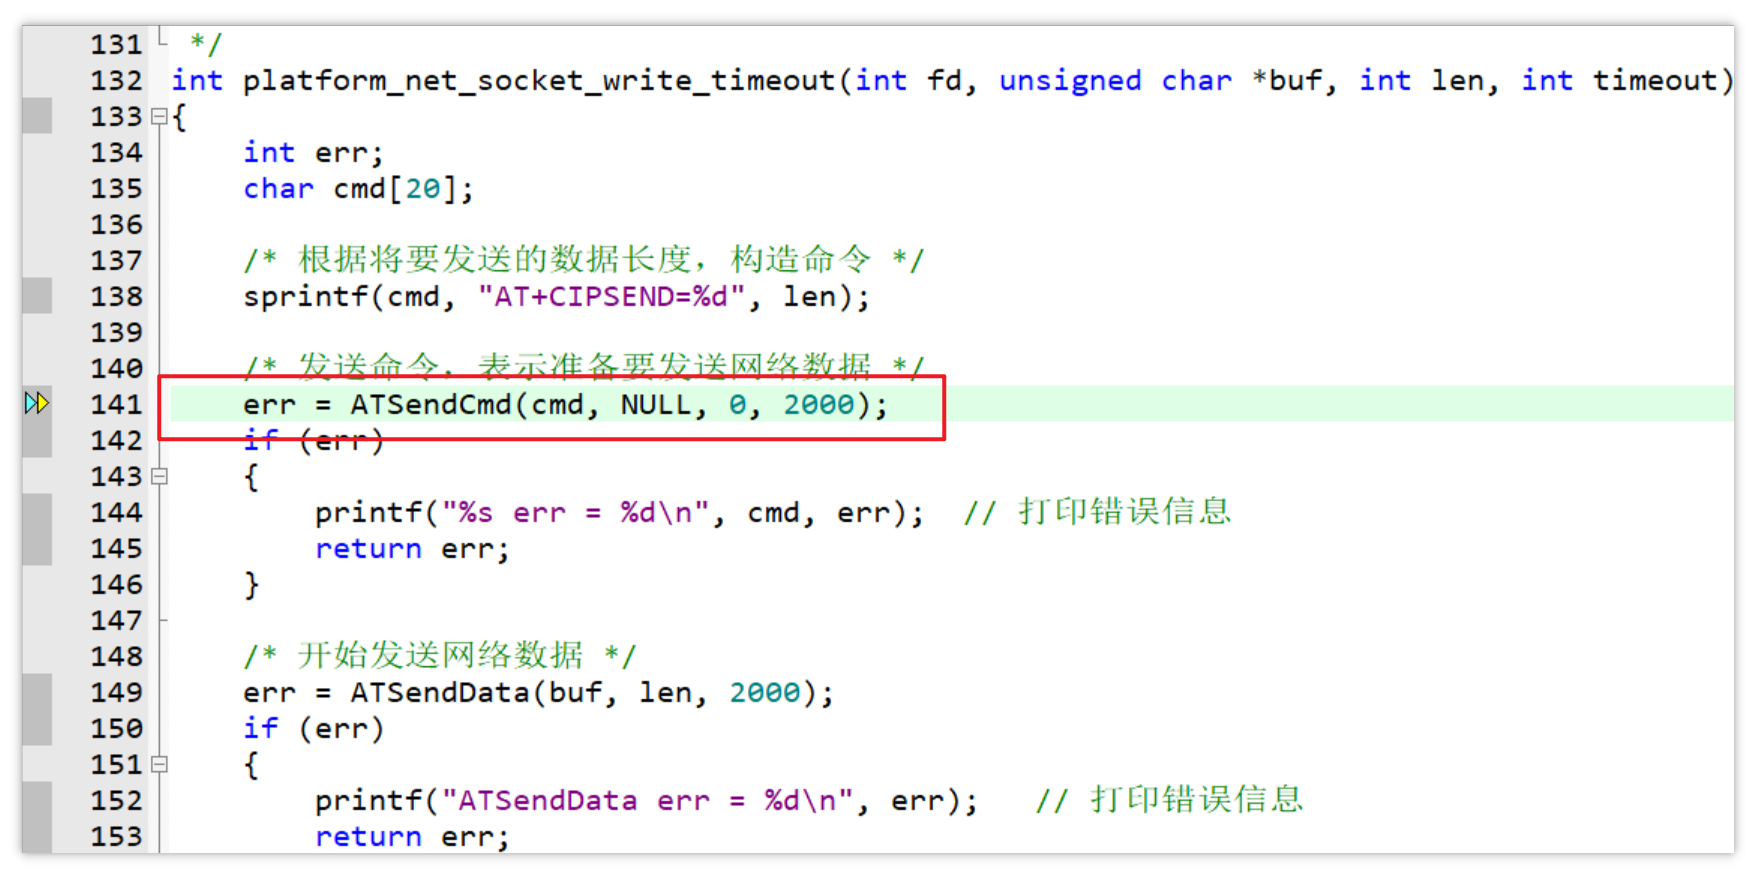 131 */
132 int platform_net_socket_write_timeout(int fd, unsigned char *buf, int len, int timeout)
133 {
134     int err;
135     char cmd[20];
136
137     /* 根据将要发送的数据长度，构造命令 */
138     sprintf(cmd, "AT+CIPSEND=%d", len);
139
140     /* 发送命令，表示准备要发送网络数据 */
141     err = ATSendCmd(cmd, NULL, 0, 2000);
142     if (err)
143     {
144         printf("%s err = %d\n", cmd, err);  // 打印错误信息
145         return err;
146     }
147
148     /* 开始发送网络数据 */
149     err = ATSendData(buf, len, 2000);
150     if (err)
151     {
152         printf("ATSendData err = %d\n", err);   // 打印错误信息
153         return err;